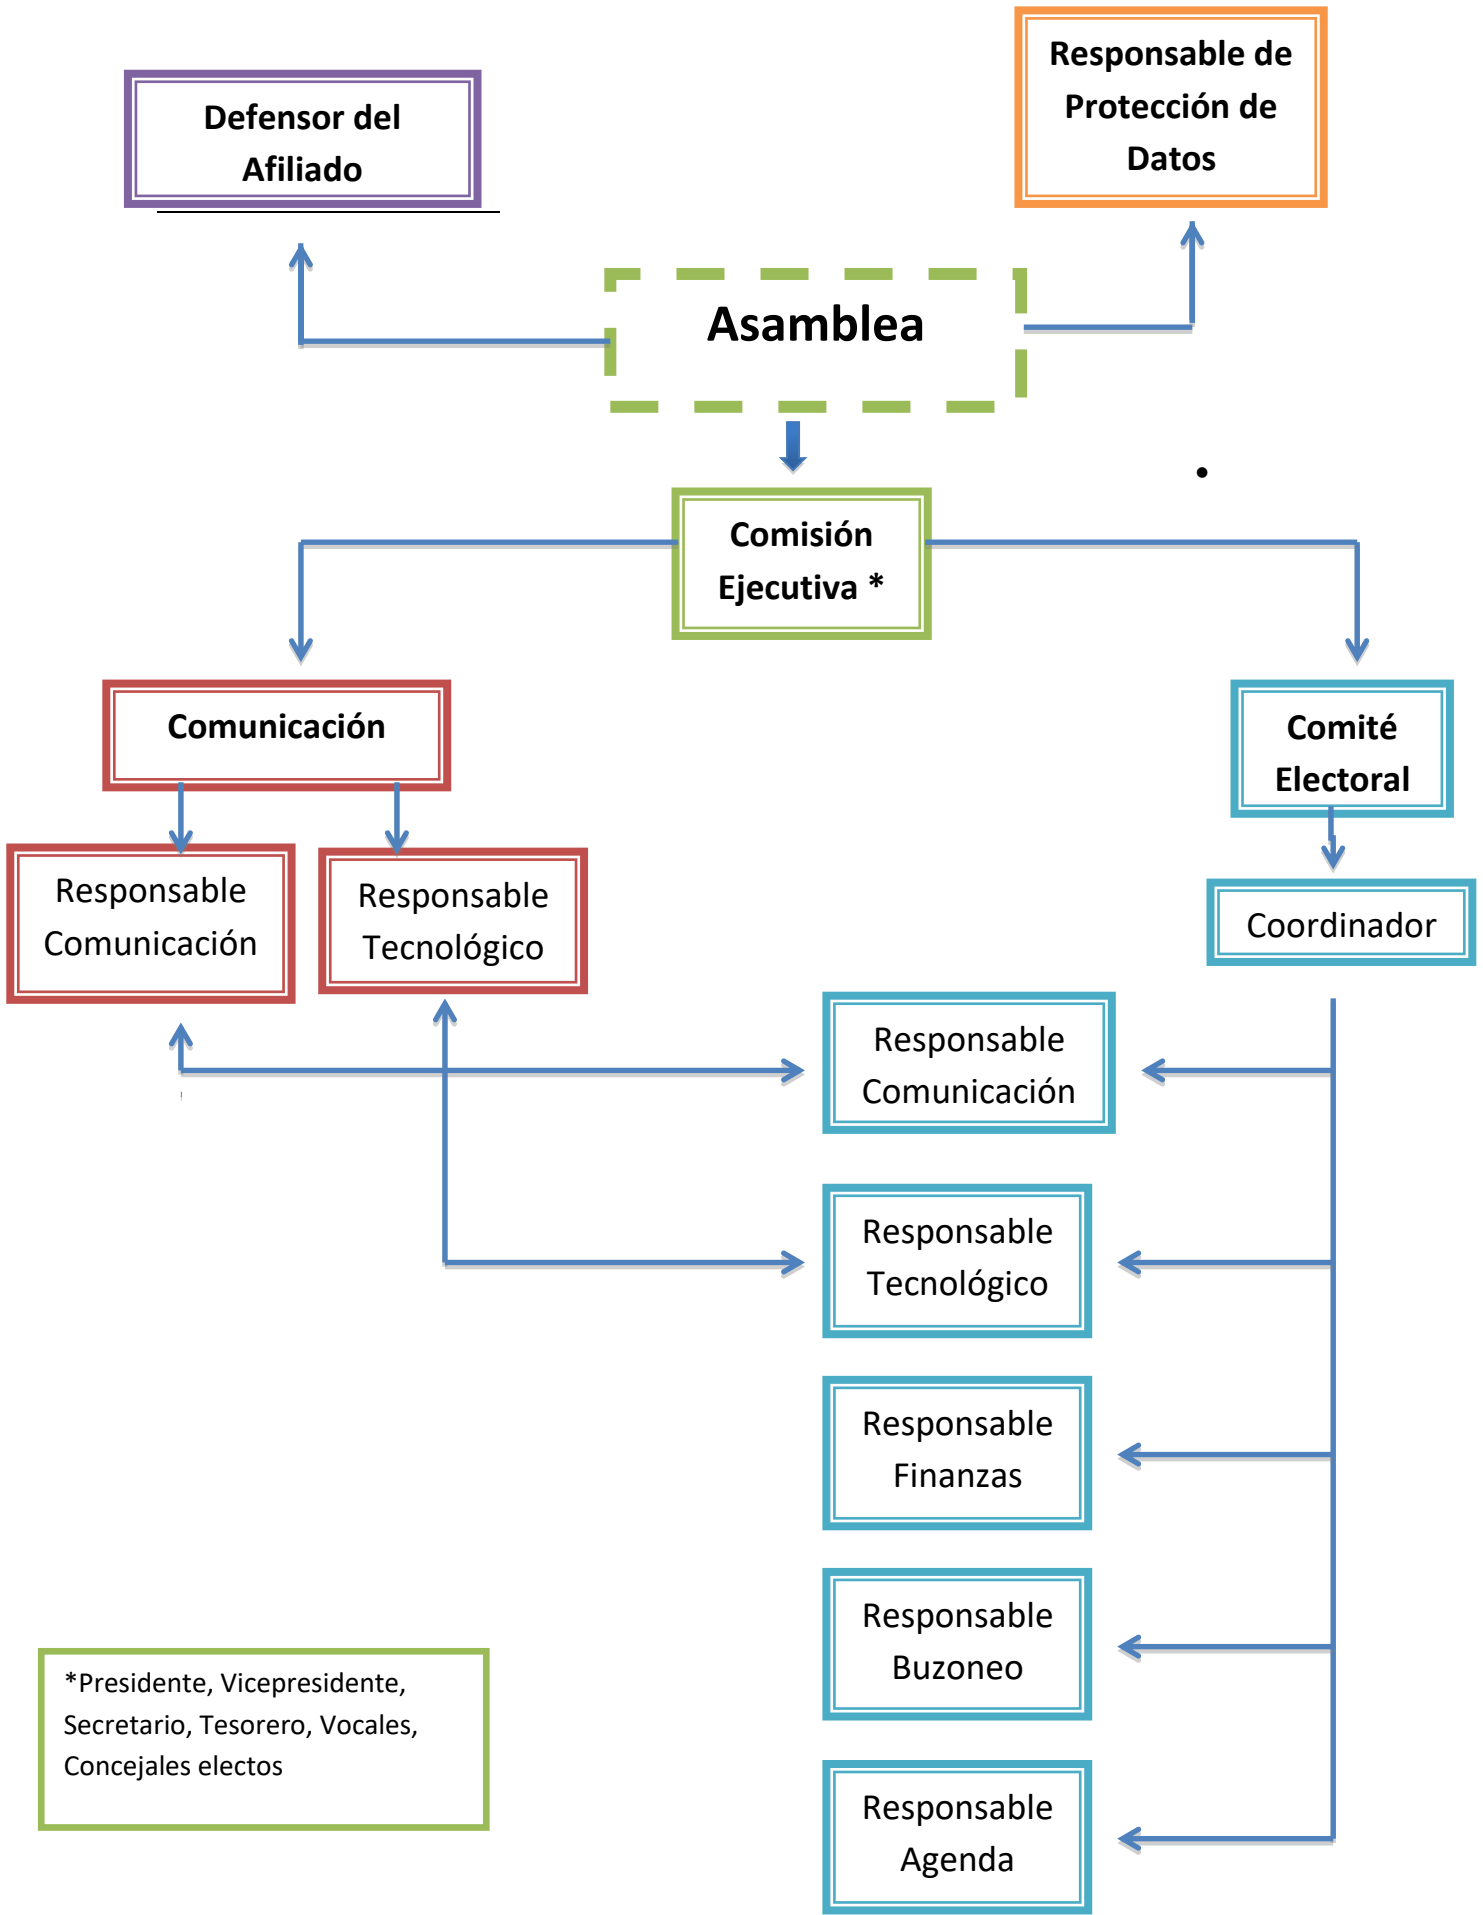 Defensor del
Afiliado
Responsable de
Protección de
Datos
Asamblea
•
Comisión
Ejecutiva *
Comunicación
Comité
Electoral
Responsable
Comunicación
Responsable
Tecnológico
Coordinador
Responsable
Comunicación
Responsable
Tecnológico
Responsable
Finanzas
Responsable
Buzoneo
*Presidente, Vicepresidente,
Secretario, Tesorero, Vocales,
Concejales electos
Responsable
Agenda